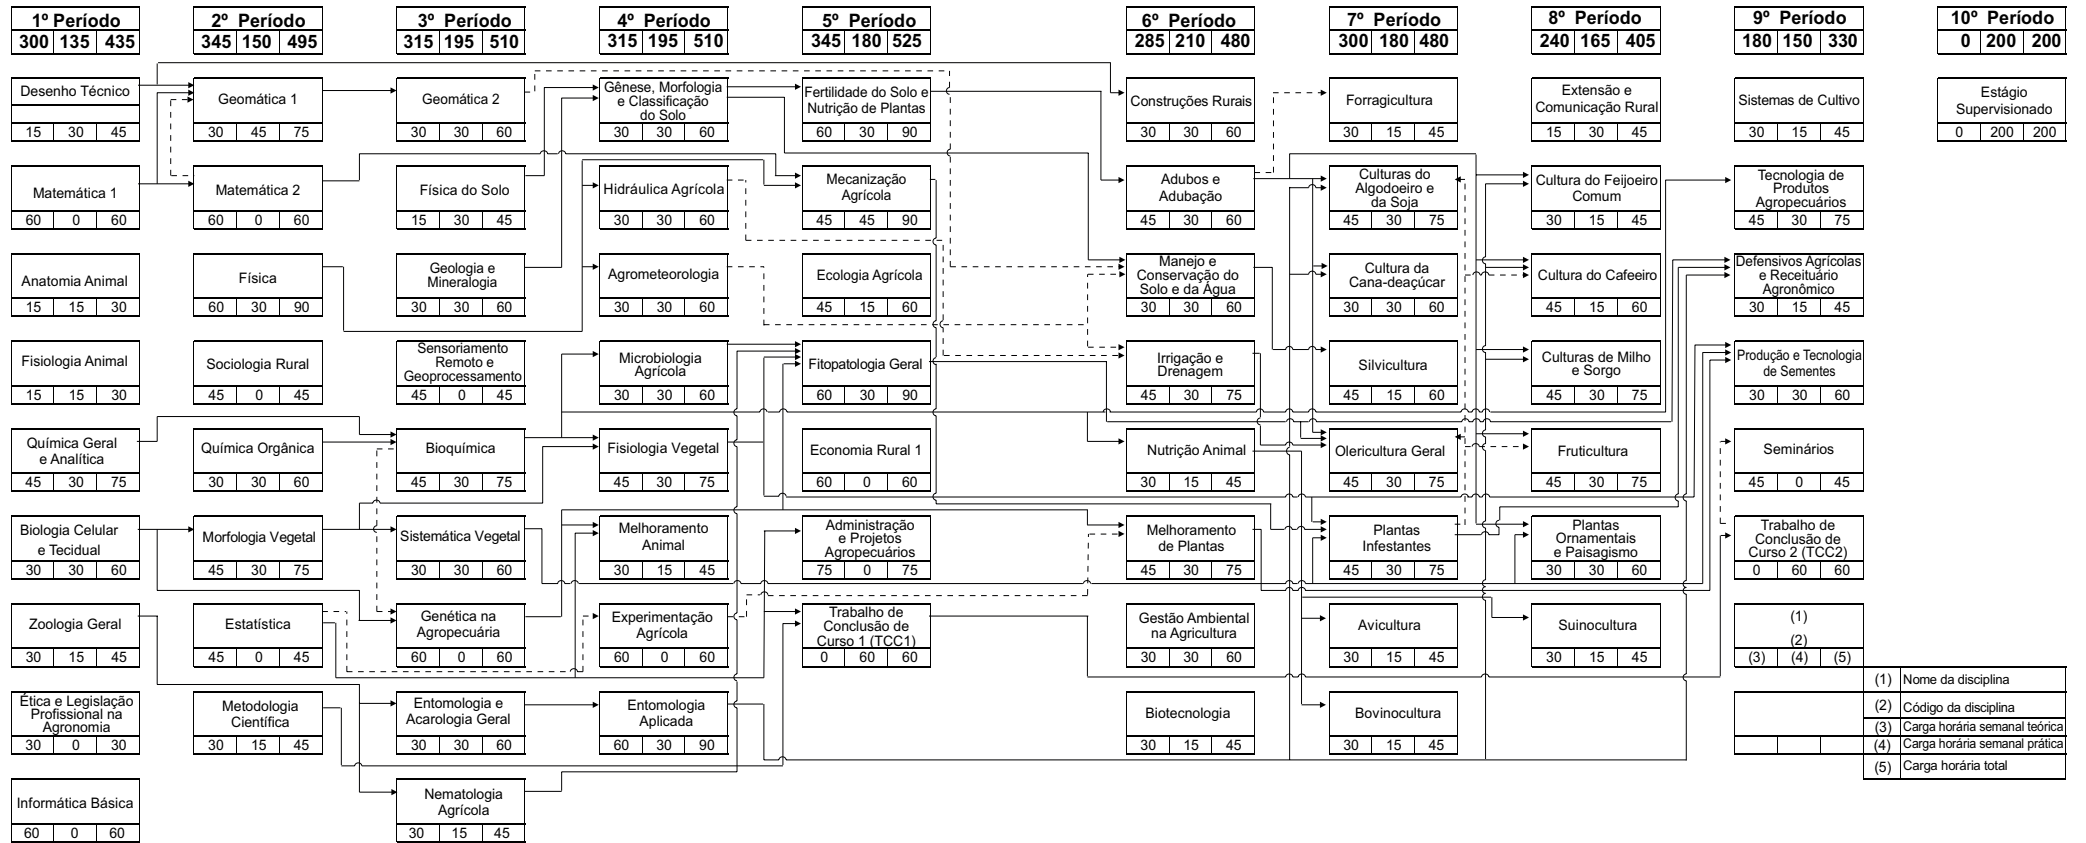 1º Período
300 135 435
Desenho Técnico
15 30 45
Matemática 1
60 0 60
Anatomia Animal
15 15 30
Fisiologia Animal
15 15 30
Química Geral
e Analítica
45 30 75
Biologia Celular
e Tecidual
30 30 60
Zoologia Geral
30 15 45
Ética e Legislação
Profissional na
Agronomia
30 0 30
Informática Básica
60 0 60
2º Período
345 150 495
Geomática 1
30 45 75
Matemática 2
60 0 60
Física
60 30 90
Sociologia Rural
45 0 45
Química Orgânica
30 30 60
Morfologia Vegetal
45 30 75
Estatística
45 0 45
Metodologia
Científica
30 15 45
3º Período
315 195 510
Geomática 2
30 30 60
Física do Solo
15 30 45
Geologia e
Mineralogia
30 30 60
Sensoriamento
Remoto e
Geoprocessamento
45 0 45
Bioquímica
45 30 75
Sistemática Vegetal
30 30 60
Genética na
Agropecuária
60 0 60
Entomologia e
Acarologia Geral
30 30 60
Nematologia
Agrícola
30 15 45
4º Período
315 195 510
Gênese, Morfologia
e Classificação
do Solo
30 30 60
Hidráulica Agrícola
30 30 60
Agrometeorologia
30 30 60
Microbiologia
Agrícola
30 30 60
Fisiologia Vegetal
45 30 75
Melhoramento
Animal
30 15 45
Experimentação
Agrícola
60 0 60
Entomologia
Aplicada
60 30 90
5º Período
345 180 525
Fertilidade do Solo e
Nutrição de Plantas
60 30 90
Mecanização
Agrícola
45 45 90
Ecologia Agrícola
45 15 60
Fitopatologia Geral
60 30 90
Economia Rural 1
60 0 60
Administração
e Projetos
Agropecuários
75 0 75
Trabalho de
Conclusão de
Curso 1 (TCC1)
0 60 60
6º Período
285 210 480
Construções Rurais
30 30 60
Adubos e
Adubação
45 30 60
Manejo e
Conservação do
Solo e da Água
30 30 60
Irrigação e
Drenagem
45 30 75
Nutrição Animal
30 15 45
Melhoramento
de Plantas
45 30 75
Gestão Ambiental
na Agricultura
30 30 60
Biotecnologia
30 15 45
7º Período
300 180 480
Forragicultura
30 15 45
Culturas do
Algodoeiro e
da Soja
45 30 75
Cultura da
Cana-deaçúcar
30 30 60
Silvicultura
45 15 60
Olericultura Geral
45 30 75
Plantas
Infestantes
45 30 75
Avicultura
30 15 45
Bovinocultura
30 15 45
8º Período
240 165 405
Extensão e
Comunicação Rural
15 30 45
Cultura do Feijoeiro
Comum
30 15 45
Cultura do Cafeeiro
45 15 60
Culturas de Milho
e Sorgo
45 30 75
Fruticultura
45 30 75
Plantas
Ornamentais
e Paisagismo
30 30 60
Suinocultura
30 15 45
9º Período
180 150 330
Sistemas de Cultivo
30 15 45
Tecnologia de
Produtos
Agropecuários
45 30 75
Defensivos Agrícolas
e Receituário
Agronômico
30 15 45
Produção e Tecnologia
de Sementes
30 30 60
Seminários
45 0 45
Trabalho de
Conclusão de
Curso 2 (TCC2)
0 60 60
(1)
(2)
(3) (4) (5)
10º Período
0 200 200
Estágio
Supervisionado
0 200 200
(1) Nome da disciplina
(2) Código da disciplina
(3) Carga horária semanal teórica
(4) Carga horária semanal prática
(5) Carga horária total